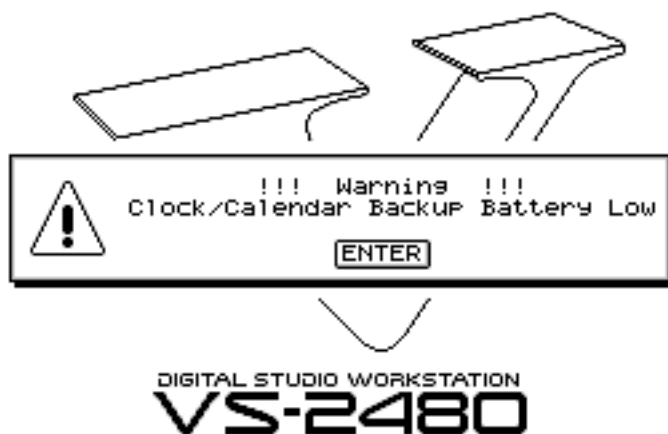 !!! Warning !!!
Clock/Calendar Backup Battery Low
ENTER
DIGITAL STUDIO WORKSTATION
VS-2480